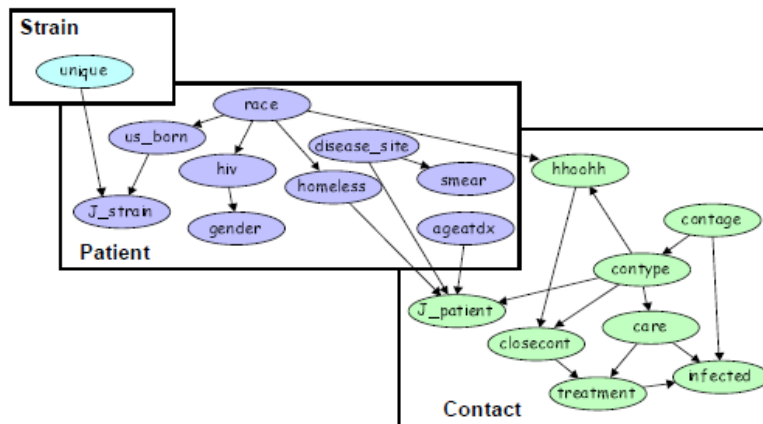 Strain
unique
race
us_born
disease_site
hiv
homeless
smear
hhoohh
J_strain
gender
ageatdx
contage
Patient
contype
J_patient
closecont
care
treatment
infected
Contact